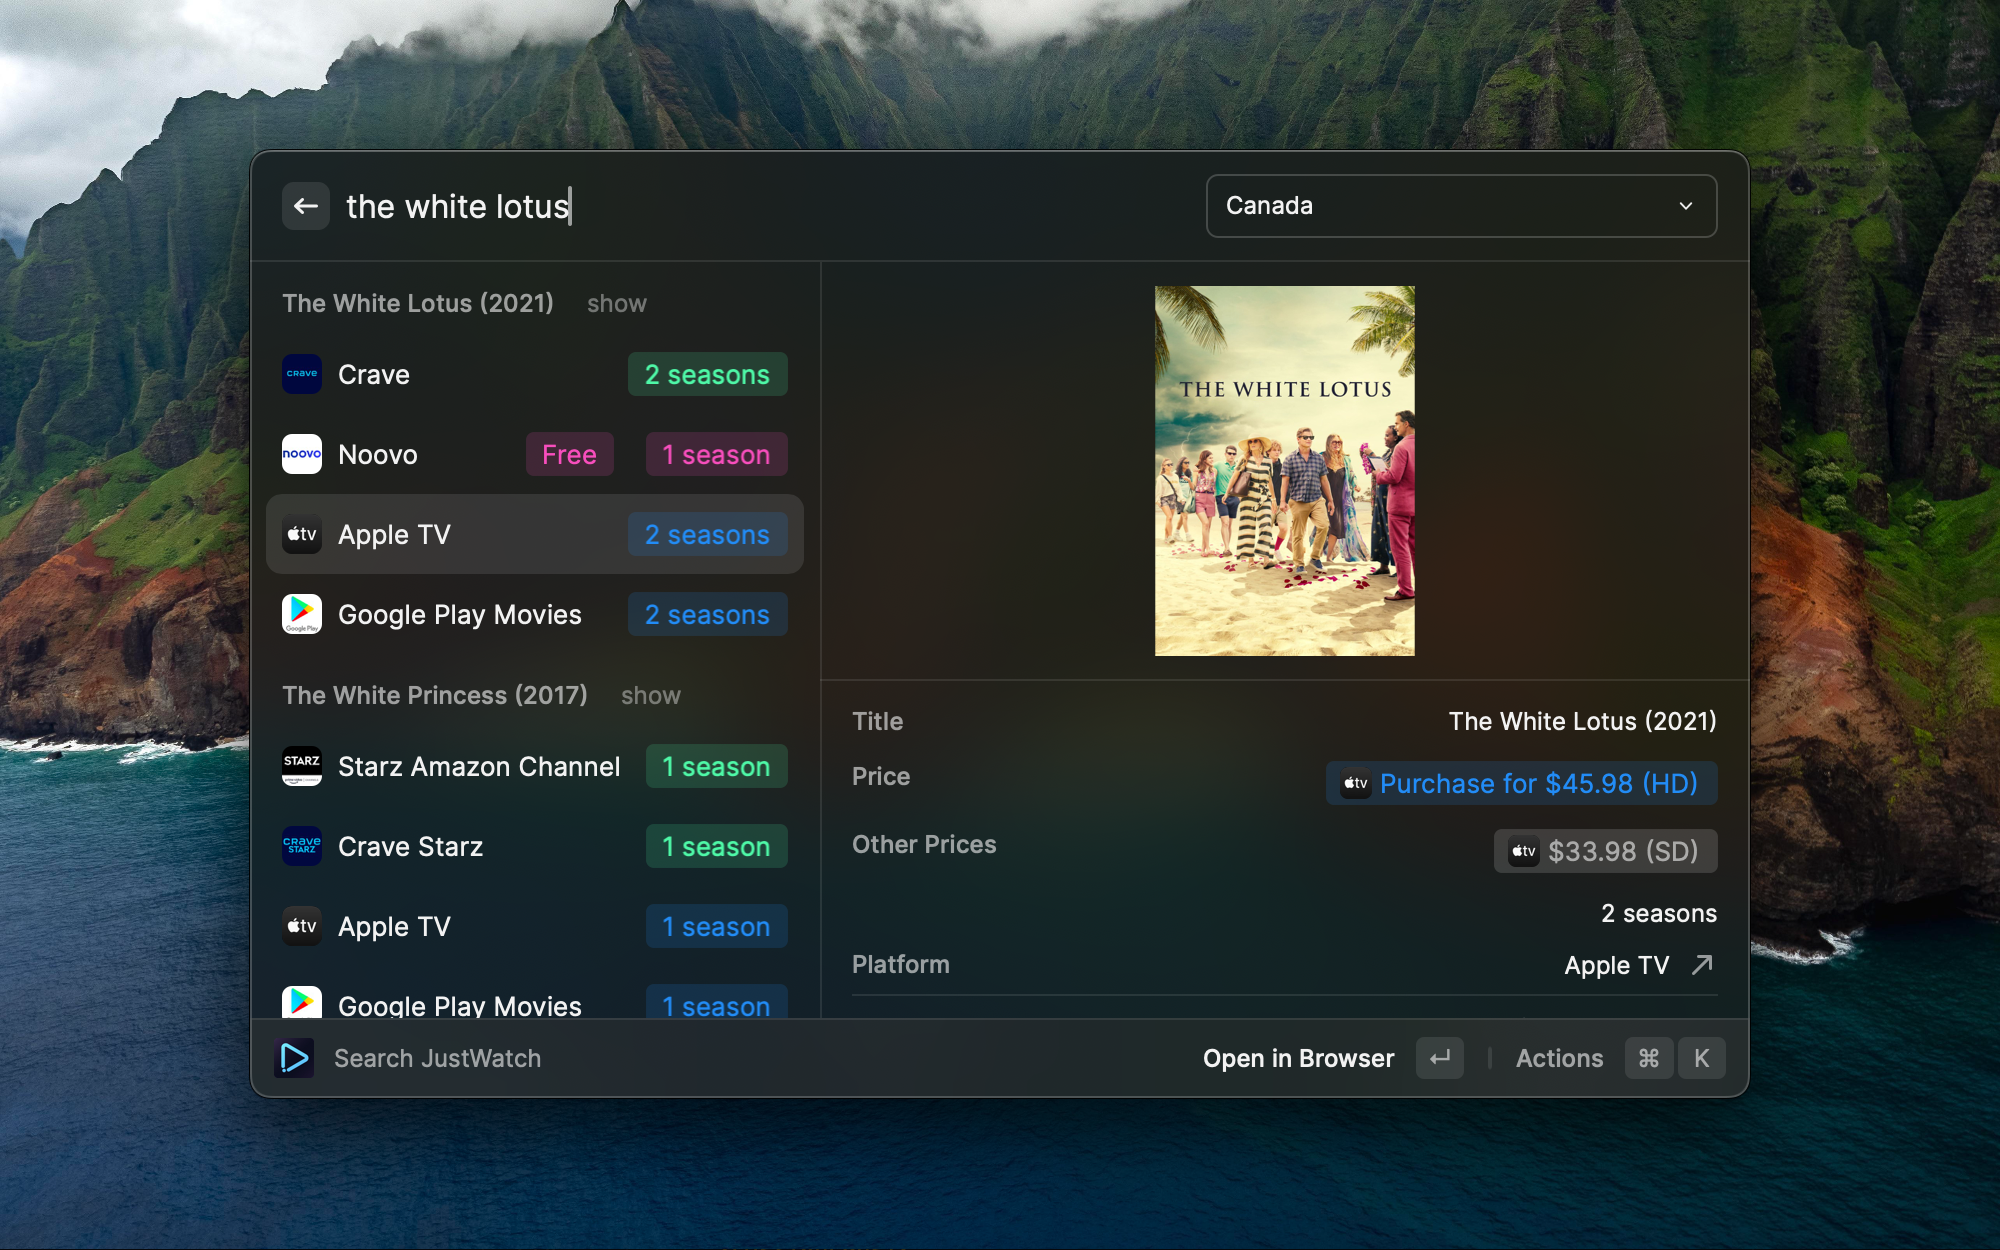 the white lotus
Canada
The White Lotus (2021) show
CRAVE Crave 2 seasons
noovo Noovo Free 1 season
tv Apple TV 2 seasons
Google Play Google Play Movies 2 seasons
The White Princess (2017) show
STARZ Starz Amazon Channel 1 season
CRAVE STARZ Crave Starz 1 season
tv Apple TV 1 season
Google Play Movies 1 season
THE WHITE LOTUS
Title The White Lotus (2021)
Price tv Purchase for $45.98 (HD)
Other Prices tv $33.98 (SD)
2 seasons
Platform Apple TV
Search JustWatch
Open in Browser
Actions ⌘ K